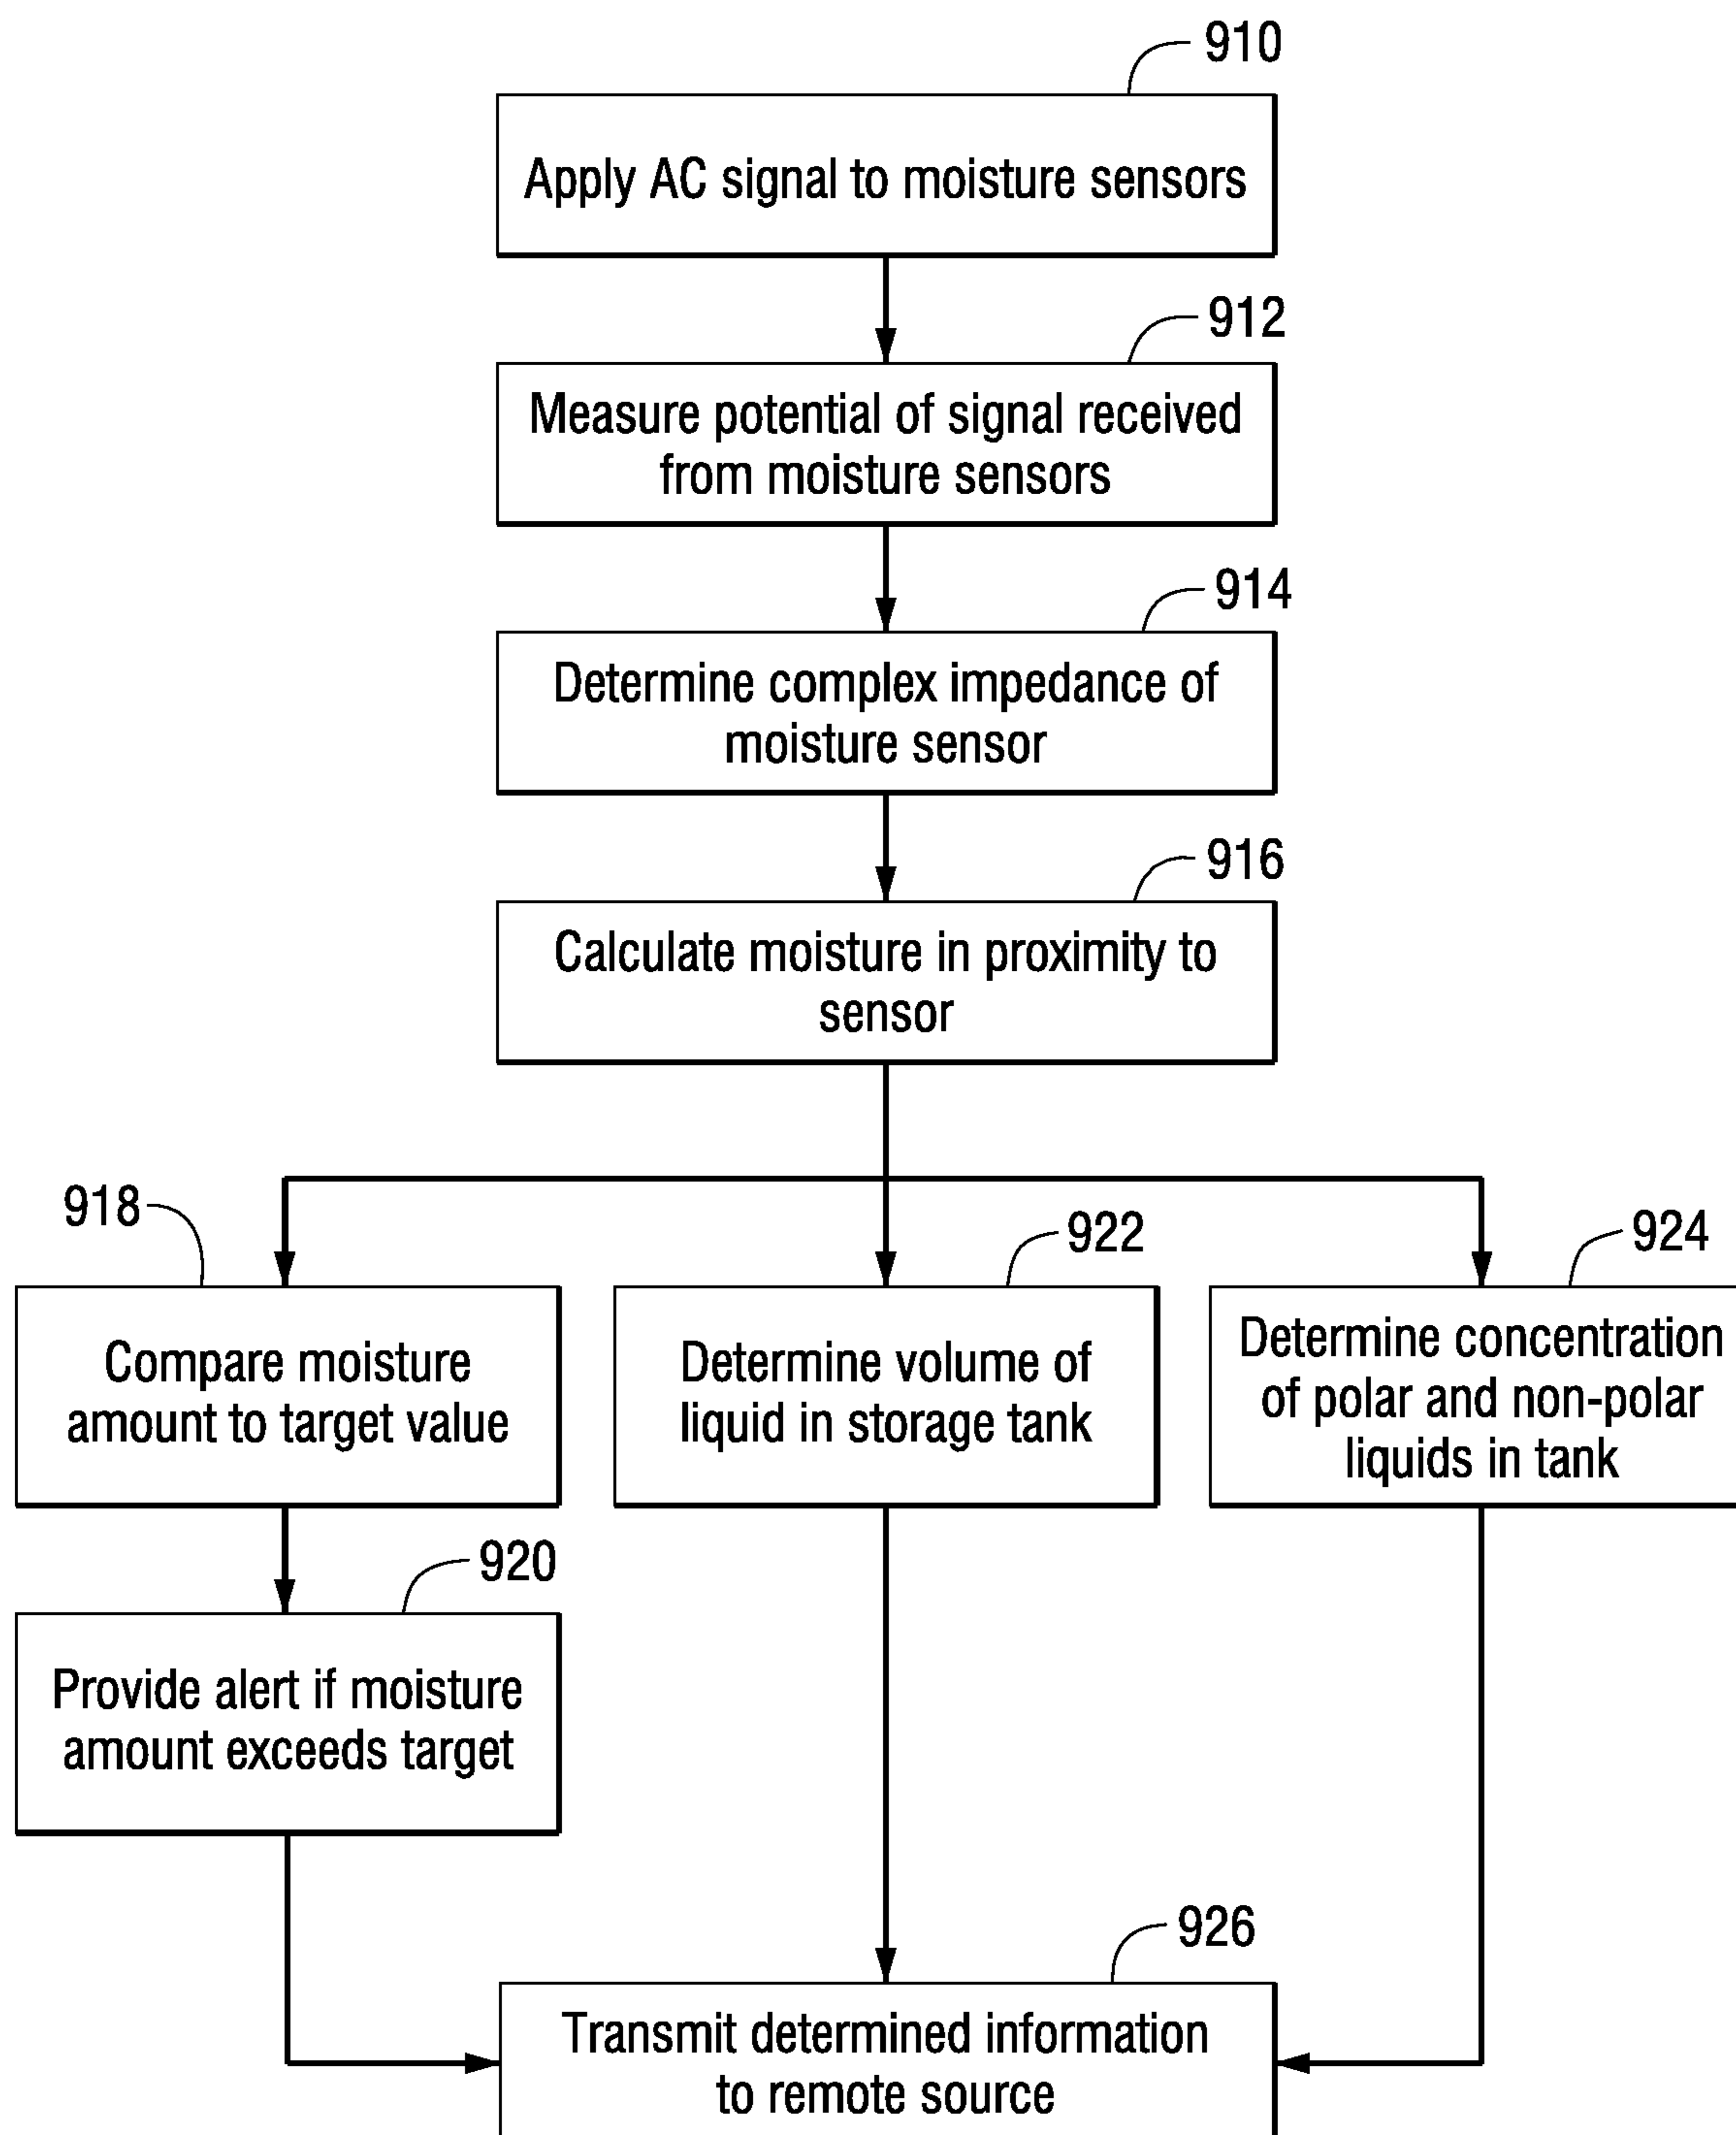 910
Apply AC signal to moisture sensors
912
Measure potential of signal received
from moisture sensors
914
Determine complex impedance of
moisture sensor
916
Calculate moisture in proximity to
sensor
918
Compare moisture
amount to target value
922
Determine volume of
liquid in storage tank
924
Determine concentration
of polar and non-polar
liquids in tank
920
Provide alert if moisture
amount exceeds target
926
Transmit determined information
to remote source